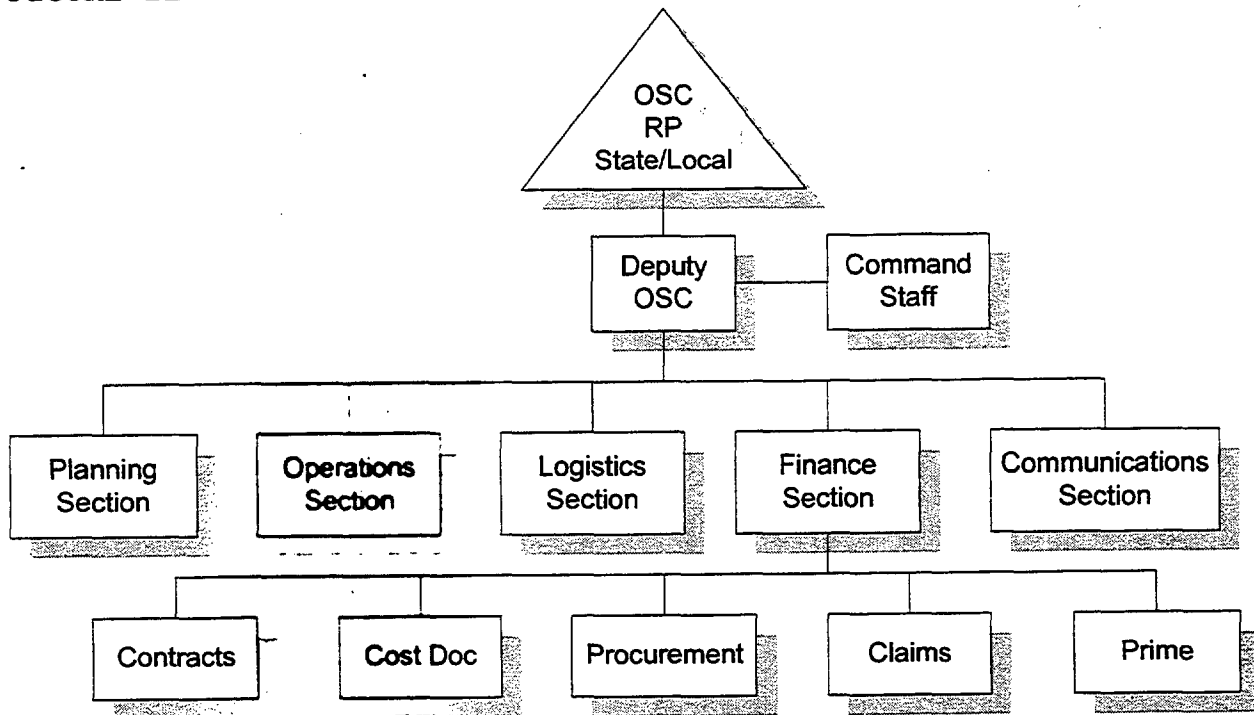 OSC
RP
State/Local
Deputy
OSC
Command
Staff
Planning
Section
Operations
Section
Logistics
Section
Finance
Section
Communications
Section
Contracts
Cost Doc
Procurement
Claims
Prime